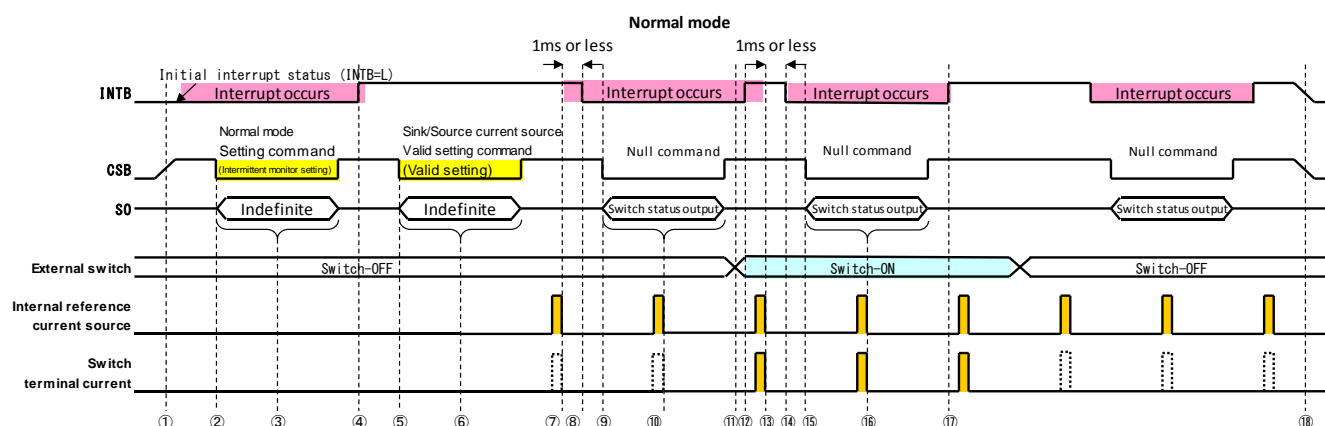 Normal mode
1ms or less
1ms or less
Initial interrupt status (INTB=L)
INTB
Interrupt occurs
Interrupt occurs
Interrupt occurs
Interrupt occurs
Normal mode
Setting command
(Intermittent monitor setting)
Sink/Source current source
Valid setting command
(Valid setting)
Null command
Null command
Null command
CSB
SO
Indefinite
Indefinite
Switch status output
Switch status output
Switch status output
External switch
Switch-OFF
Switch-ON
Switch-OFF
Internal reference
current source
Switch
terminal current
① ② ③ ④ ⑤ ⑥ ⑦ ⑧ ⑨ ⑩ ⑪ ⑫ ⑬ ⑭ ⑮ ⑯ ⑰ ⑱